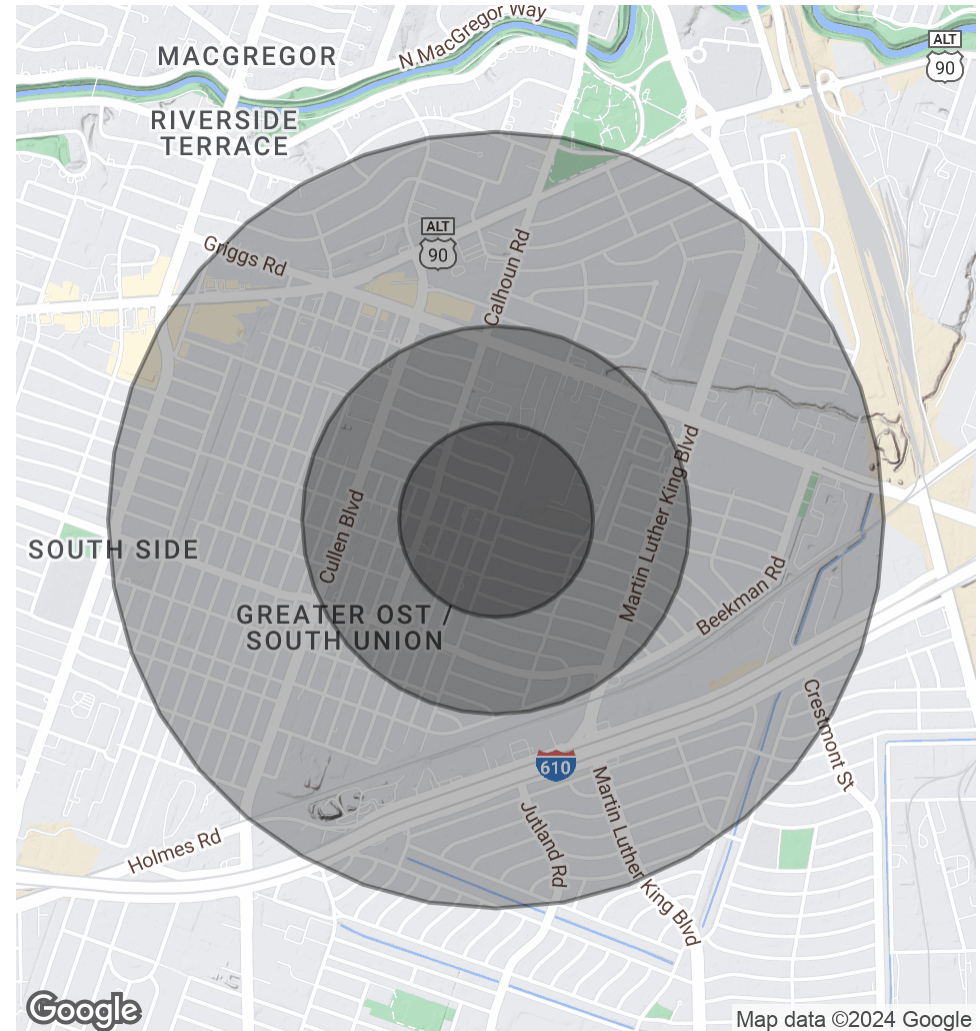 MACGREGOR
N MacGregor Way
ALT
90
RIVERSIDE
TERRACE
Griggs Rd
ALT
90
Calhoun Rd
Cullen Blvd
Martin Luther King Blvd
SOUTH SIDE
Beekman Rd
GREATER OST /
SOUTH UNION
Crestmont St
610
Jutland Rd
Martin Luther King Blvd
Holmes Rd
Google
Map data ©2024 Google